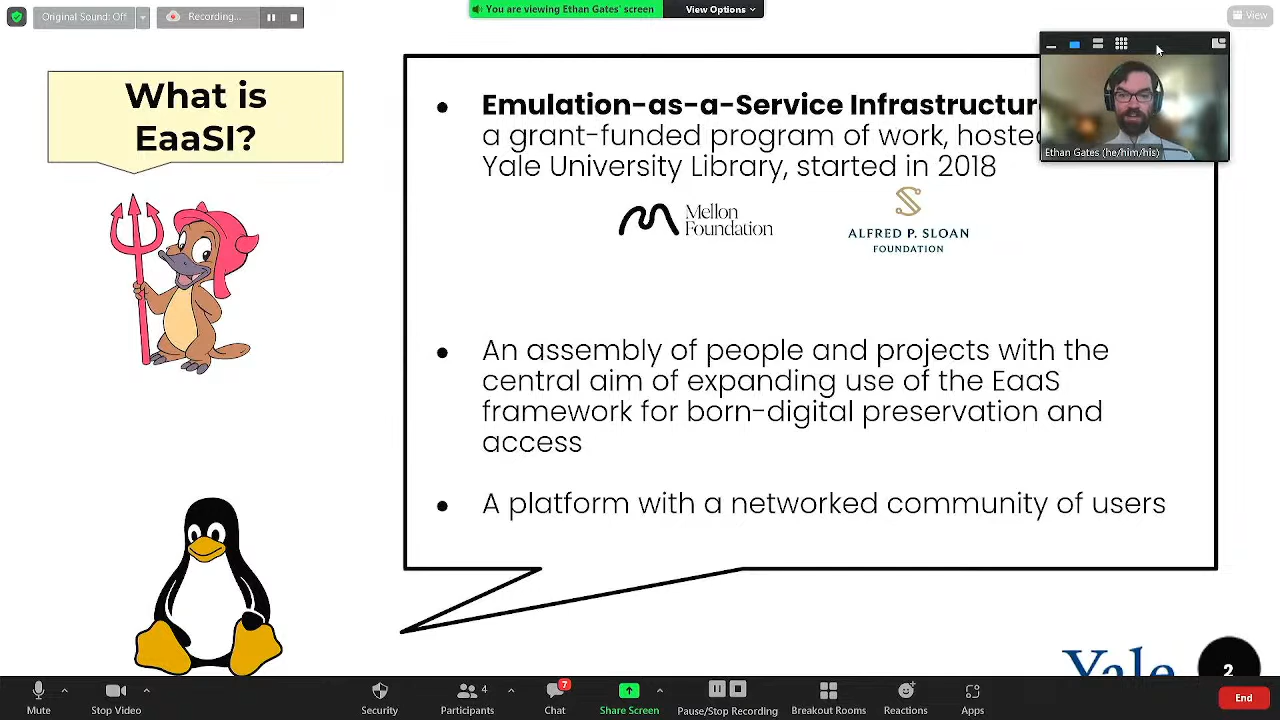 Original Sound: Off
Recording...
You are viewing Ethan Gates' screen
View Options
View
What is
EaaSI?
Emulation-as-a-Service Infrastructur
a grant-funded program of work, hosted
Yale University Library, started in 2018
Mellon
Foundation
ALFRED P. SLOAN
FOUNDATION
Ethan Gates (he/him/his)
An assembly of people and projects with the
central aim of expanding use of the EaaS
framework for born-digital preservation and
access
A platform with a networked community of users
Yale
2
Mute
Stop Video
Security
Participants
4
Chat
7
Share Screen
Pause/Stop Recording
Breakout Rooms
Reactions
Apps
End